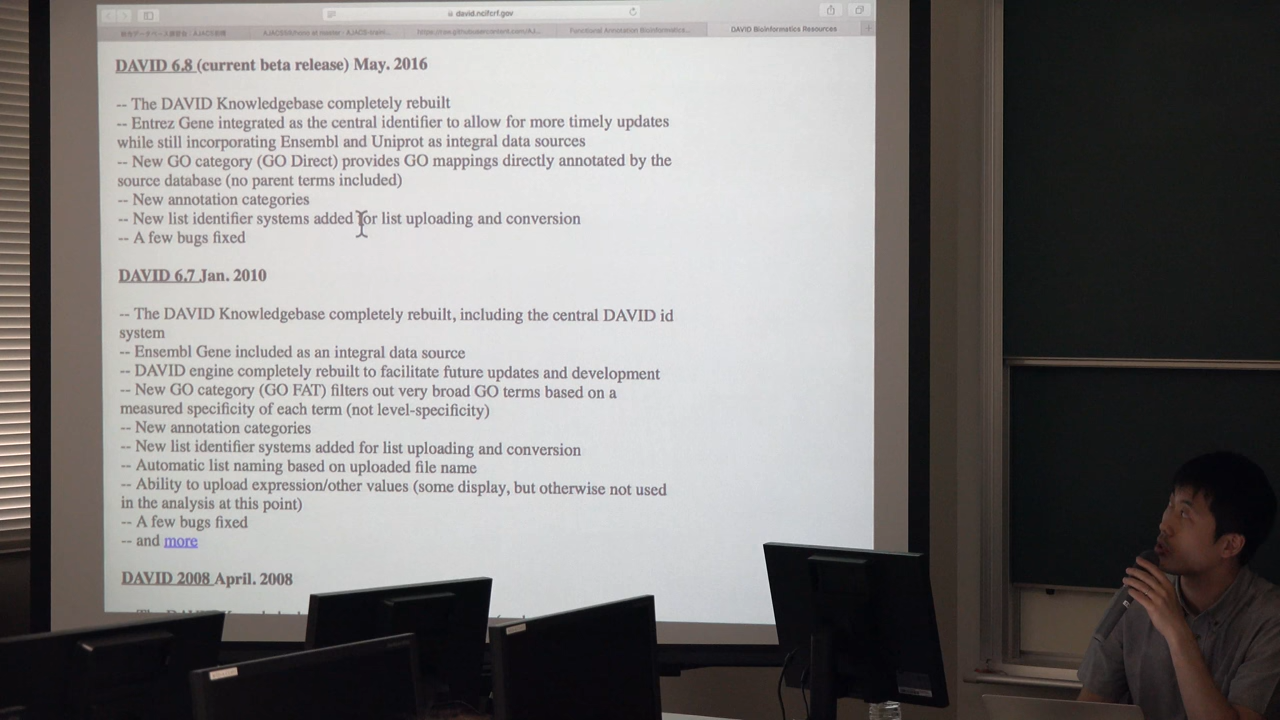 david.ncifcrf.gov
Functional Annotation Bioinformatics...
DAVID Bioinformatics Resources
DAVID 6.8 (current beta release) May. 2016
-- The DAVID Knowledgebase completely rebuilt
-- Entrez Gene integrated as the central identifier to allow for more timely updates
while still incorporating Ensembl and Uniprot as integral data sources
-- New GO category (GO Direct) provides GO mappings directly annotated by the
source database (no parent terms included)
-- New annotation categories
-- New list identifier systems added for list uploading and conversion
-- A few bugs fixed
DAVID 6.7 Jan. 2010
-- The DAVID Knowledgebase completely rebuilt, including the central DAVID id
system
-- Ensembl Gene included as an integral data source
-- DAVID engine completely rebuilt to facilitate future updates and development
-- New GO category (GO FAT) filters out very broad GO terms based on a
measured specificity of each term (not level-specificity)
-- New annotation categories
-- New list identifier systems added for list uploading and conversion
-- Automatic list naming based on uploaded file name
-- Ability to upload expression/other values (some display, but otherwise not used
in the analysis at this point)
-- A few bugs fixed
-- and more
DAVID 2008 April. 2008